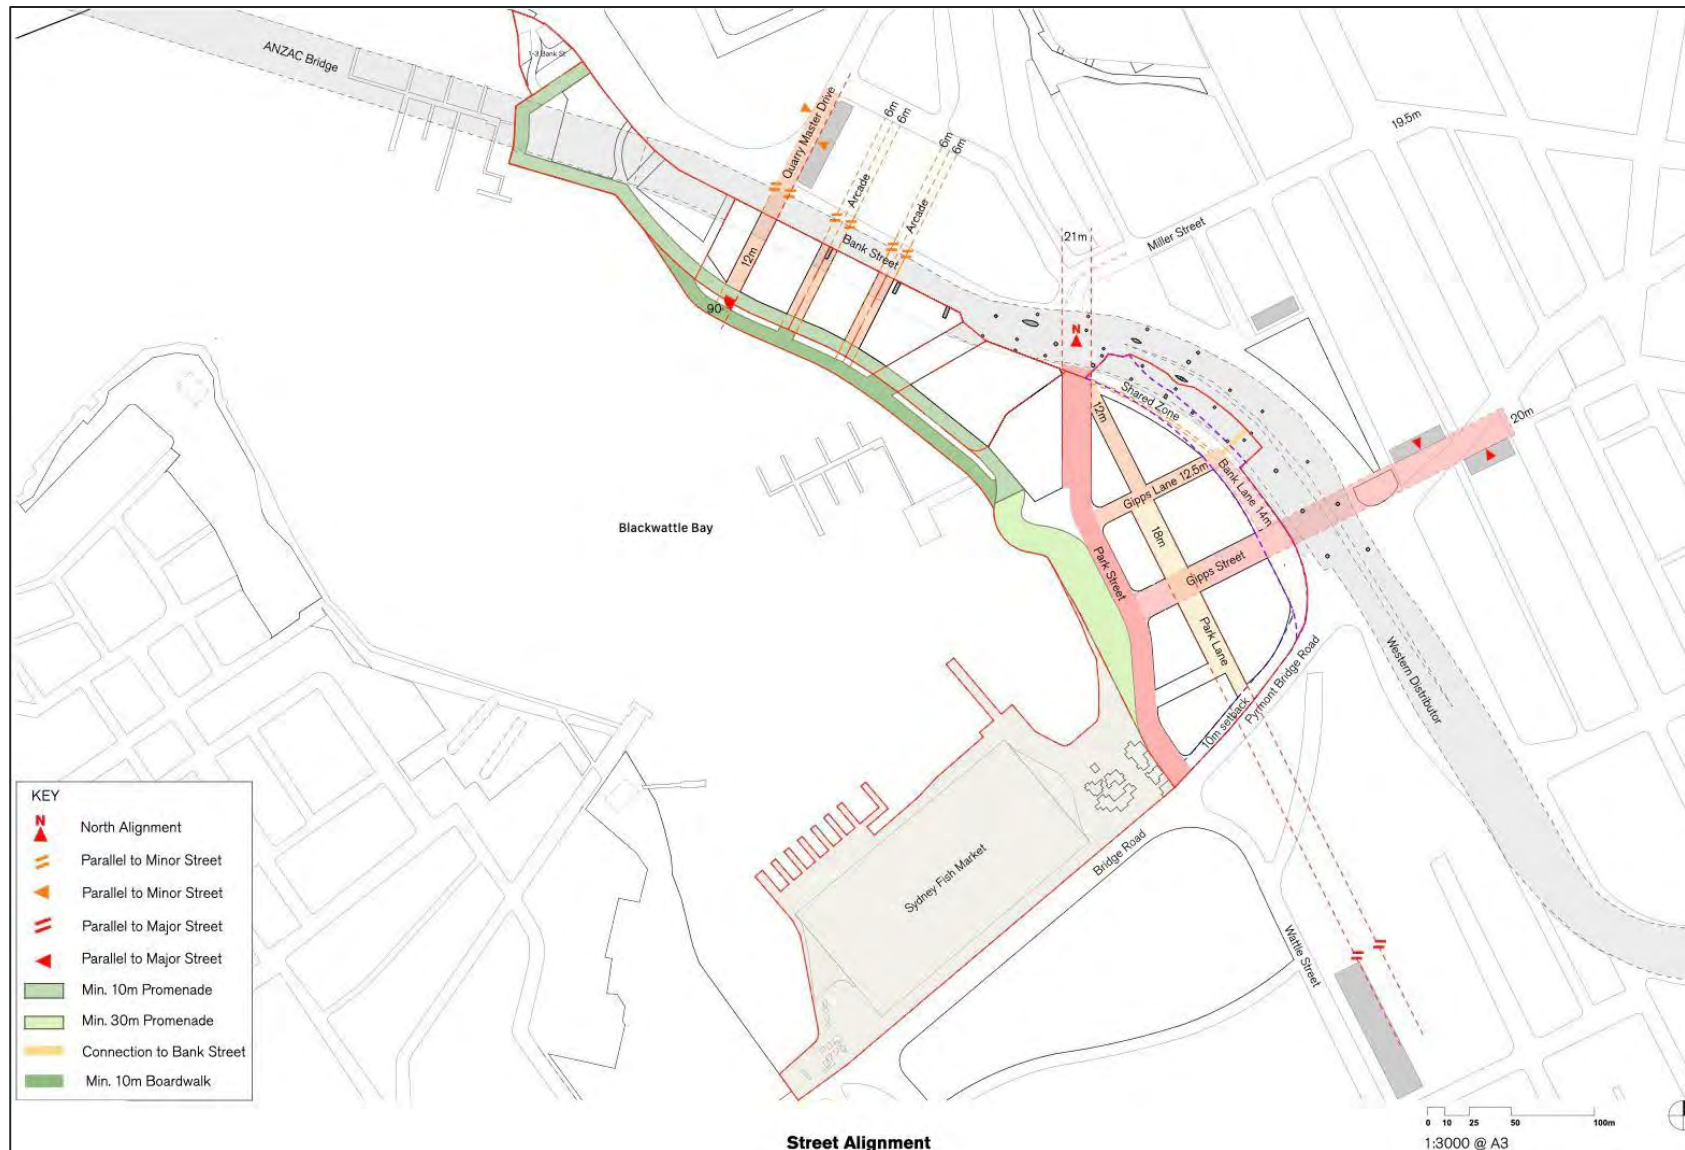 1-3 Bank St
ANZAC Bridge
Quarry Master Drive
6m
6m
6m
6m
Arcade
Arcade
19.5m
Miller Street
21m
Bank Street
12m
90
N
Shared Zone
12m
20m
Gipps Lane 12.5m
Bank Lane 14m
Blackwattle Bay
18m
Park Street
Gipps Street
Park Lane
Pyrmont Bridge Road
10m setback
Western Distributor
Sydney Fish Market
Bridge Road
Wattle Street
KEY
N
North Alignment
Parallel to Minor Street
Parallel to Minor Street
Parallel to Major Street
Parallel to Major Street
Min. 10m Promenade
Min. 30m Promenade
Connection to Bank Street
Min. 10m Boardwalk
0 10 25 50 100m
1:3000 @ A3
Street Alignment